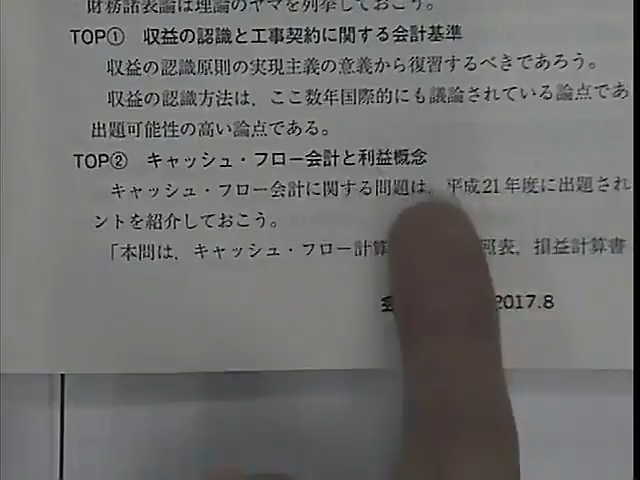 財務諸表論は理論のヤマを列挙しておこう。
TOP① 収益の認識と工事契約に関する会計基準
収益の認識原則の実現主義の意義から復習するべきであろう。
収益の認識方法は、ここ数年国際的にも議論されている論点であ
出題可能性の高い論点である。
TOP② キャッシュ・フロー会計と利益概念
キャッシュ・フロー会計に関する問題は、平成21年度に出題され
ントを紹介しておこう。
「本問は、キャッシュ・フロー計算 照表、損益計算書
2017.8